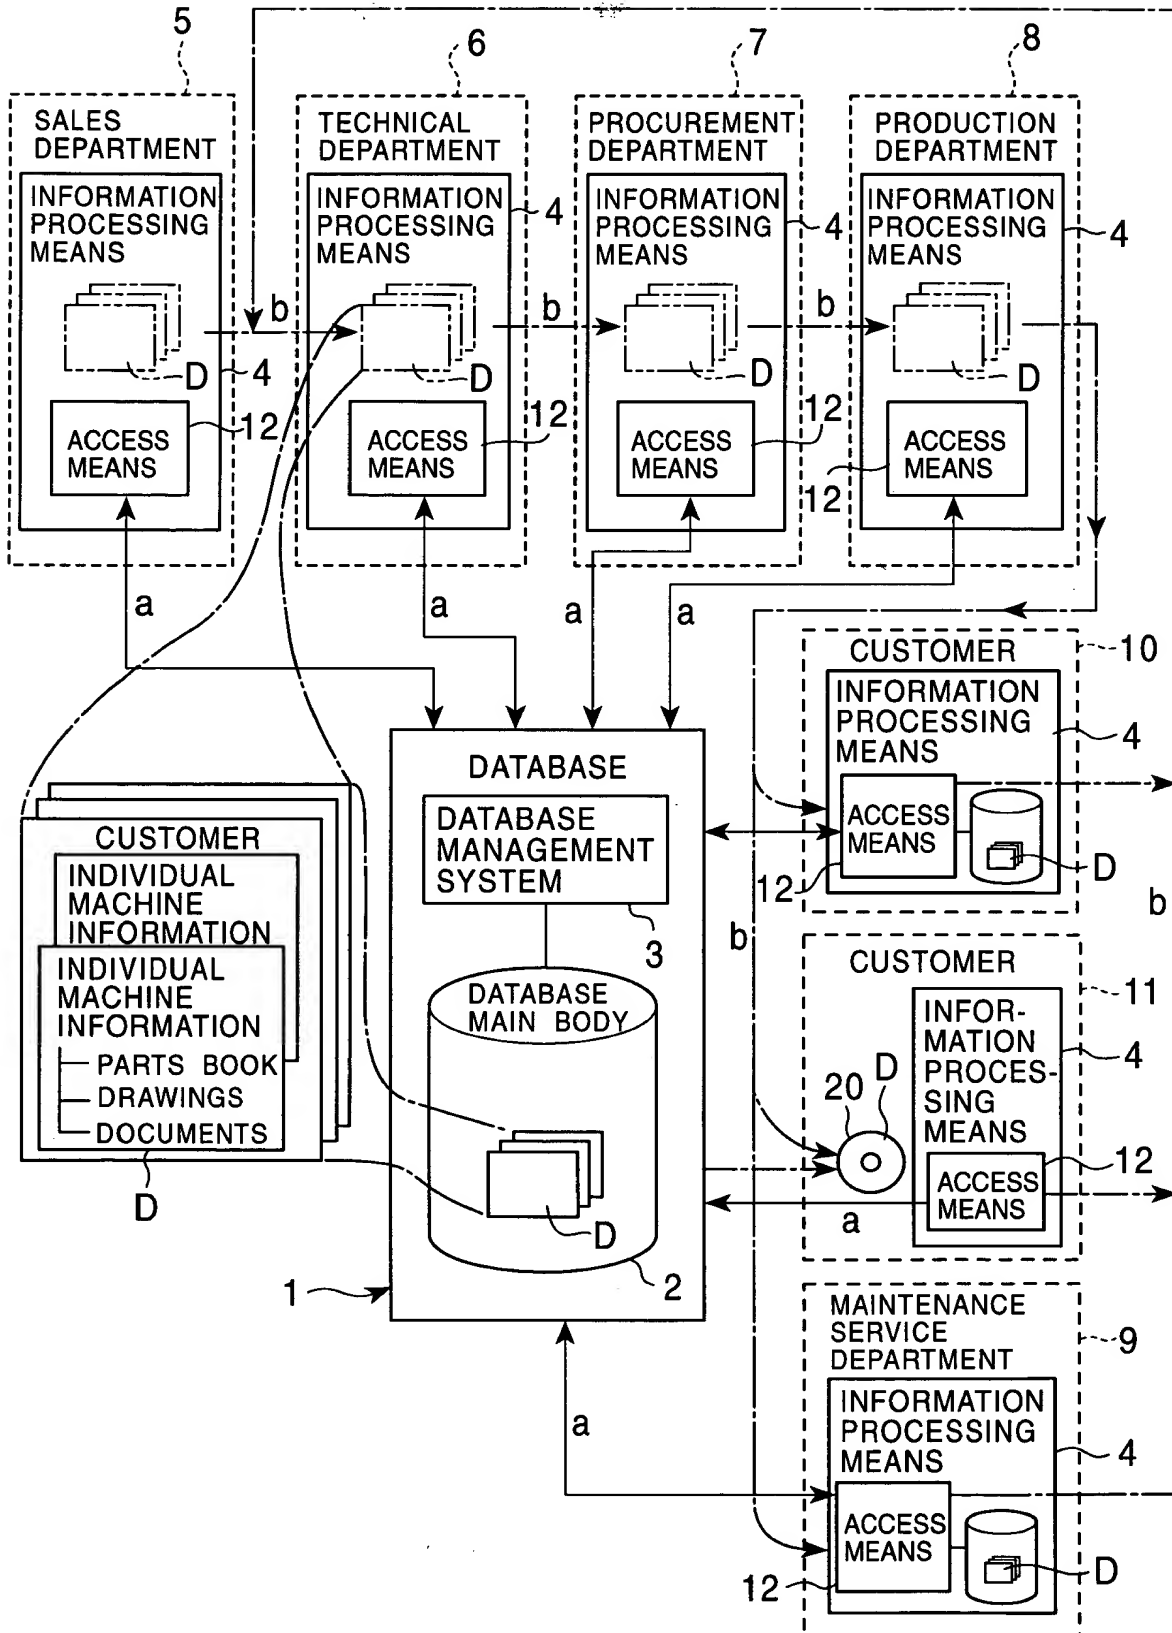 5
6
7
8
SALES
DEPARTMENT
INFORMATION
PROCESSING
MEANS
D
4
12
ACCESS
MEANS
a
b
TECHNICAL
DEPARTMENT
INFORMATION
PROCESSING
MEANS
4
D
12
ACCESS
MEANS
a
b
PROCUREMENT
DEPARTMENT
INFORMATION
PROCESSING
MEANS
4
D
12
ACCESS
MEANS
a
b
PRODUCTION
DEPARTMENT
INFORMATION
PROCESSING
MEANS
4
D
12
ACCESS
MEANS
a
CUSTOMER
10
INFORMATION
PROCESSING
MEANS
4
ACCESS
MEANS
12
D
b
b
DATABASE
DATABASE
MANAGEMENT
SYSTEM
3
DATABASE
MAIN BODY
D
2
1
CUSTOMER
INDIVIDUAL
MACHINE
INFORMATION
INDIVIDUAL
MACHINE
INFORMATION
PARTS BOOK
DRAWINGS
DOCUMENTS
D
CUSTOMER
11
INFOR-
MATION
PROCES-
SING
MEANS
4
20
D
12
ACCESS
MEANS
a
MAINTENANCE
SERVICE
DEPARTMENT
9
INFORMATION
PROCESSING
MEANS
4
a
ACCESS
MEANS
12
D